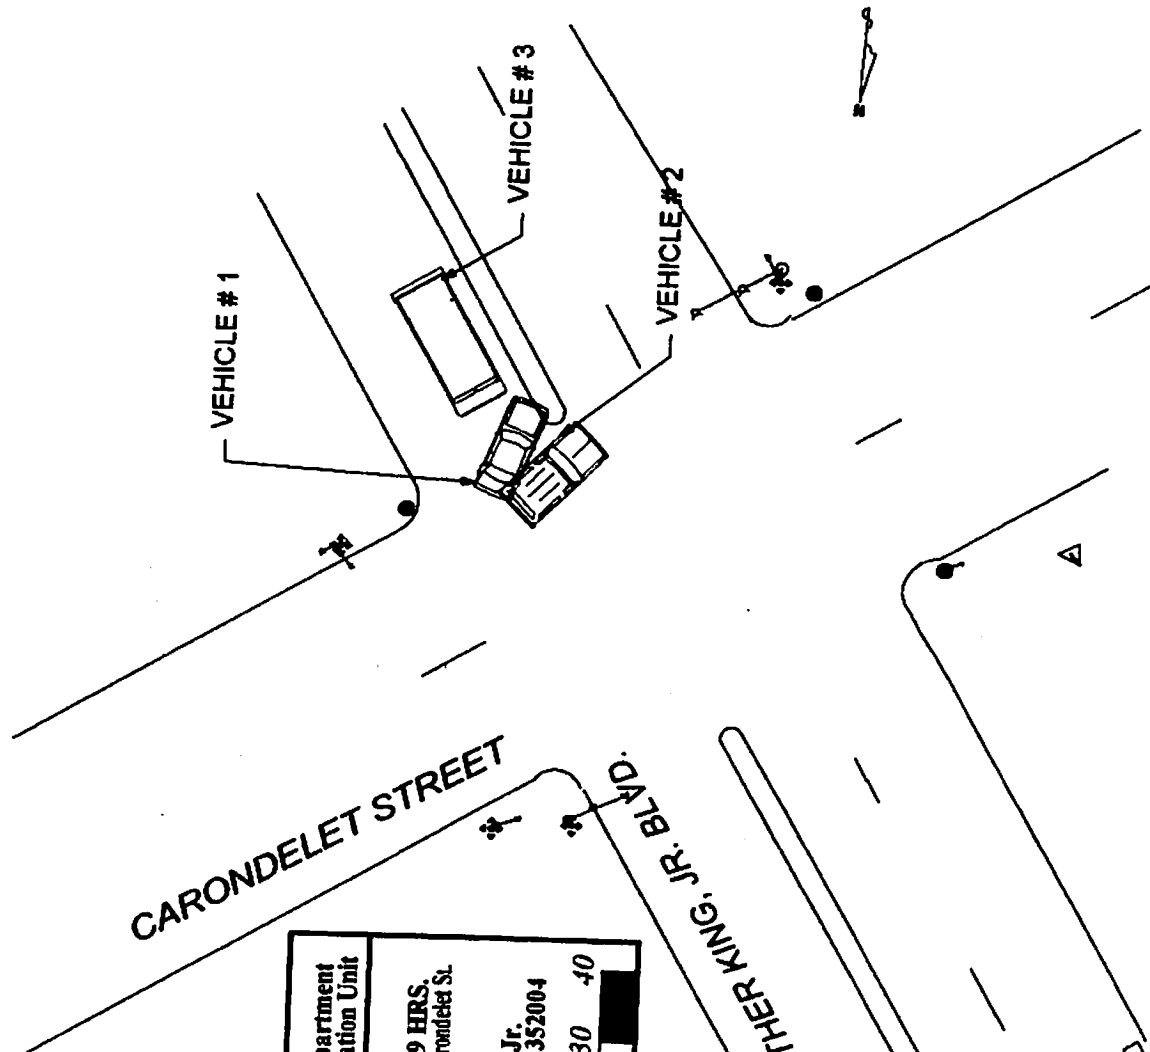 VEHICLE # 1
VEHICLE # 3
VEHICLE # 2
CARONDELET STREET
THER KING, JR. BLVD.
partment
ation Unit
9 HRS.
rondelet St.
Jr.
352004
30 40
N